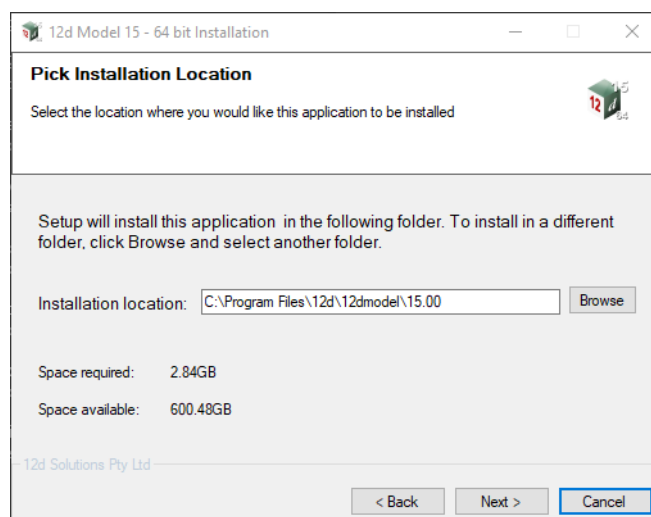 12d Model 15 - 64 bit Installation
Pick Installation Location
Select the location where you would like this application to be installed
15
12 d
64
Setup will install this application in the following folder. To install in a different
folder, click Browse and select another folder.
Installation location: C:\Program Files\12d\12dmodel\15.00 Browse
Space required: 2.84GB
Space available: 600.48GB
12d Solutions Pty Ltd
< Back Next > Cancel